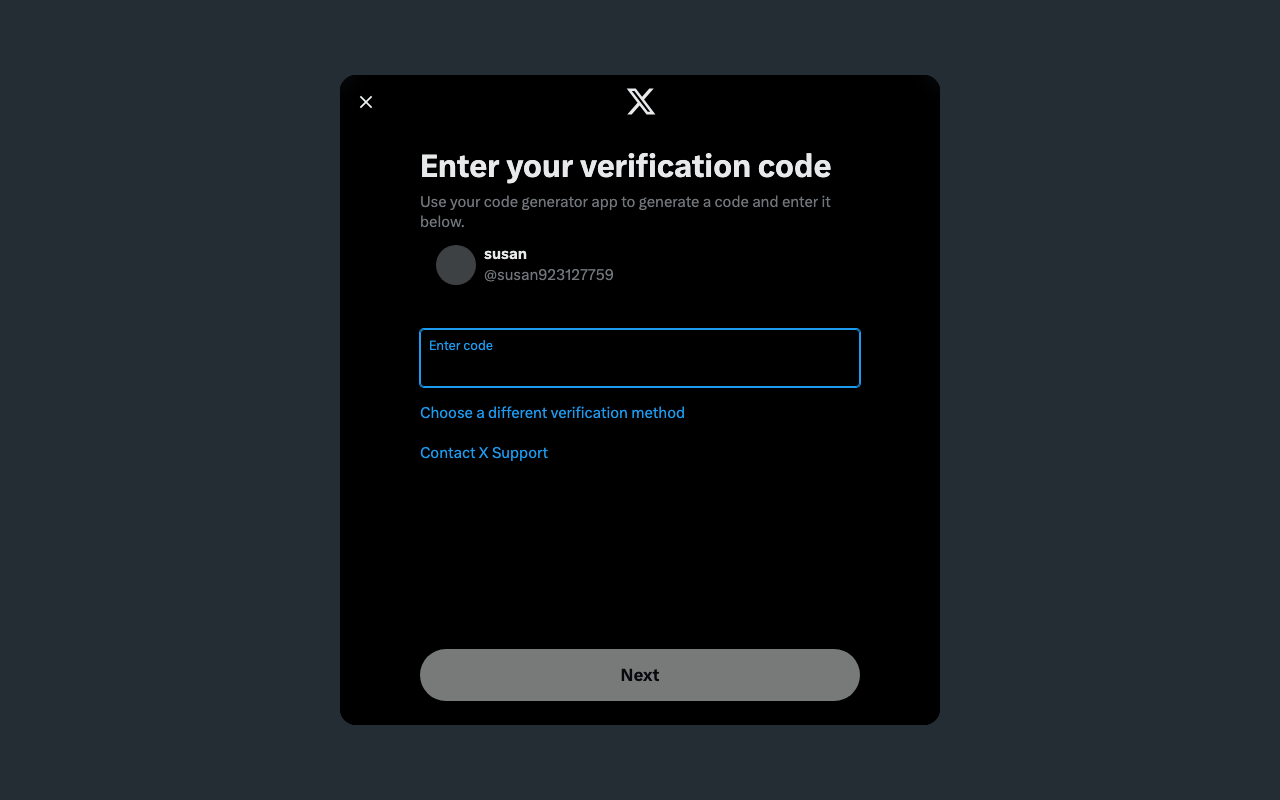 Enter your verification code
Use your code generator app to generate a code and enter it
below.
susan
@susan923127759
Enter code
Choose a different verification method
Contact X Support
Next